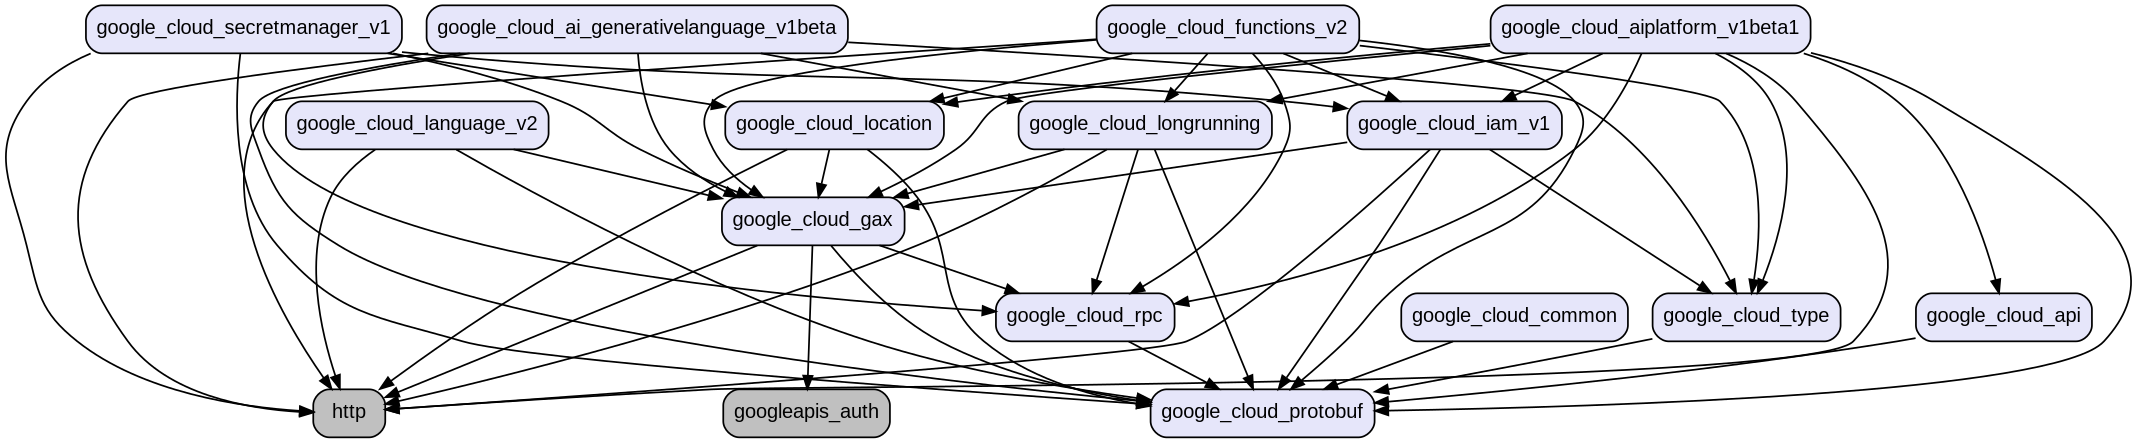 google_cloud_secretmanager_v1
google_cloud_ai_generativelanguage_v1beta
google_cloud_functions_v2
google_cloud_aiplatform_v1beta1
google_cloud_language_v2
google_cloud_location
google_cloud_longrunning
google_cloud_iam_v1
google_cloud_gax
google_cloud_rpc
google_cloud_common
google_cloud_type
google_cloud_api
http
googleapis_auth
google_cloud_protobuf